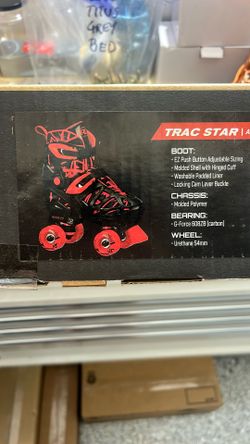 TITUS
GREY
BED
TRAC STAR | A
BOOT:
• EZ Push Button Adjustable Sizing
• Molded Shell with Hinged Cuff
• Washable Padded Liner
• Locking Cam Lever Buckle
CHASSIS:
• Molded Polymer
BEARING:
• G-Force 608ZB [carbon]
WHEEL:
• Urethane 54mm